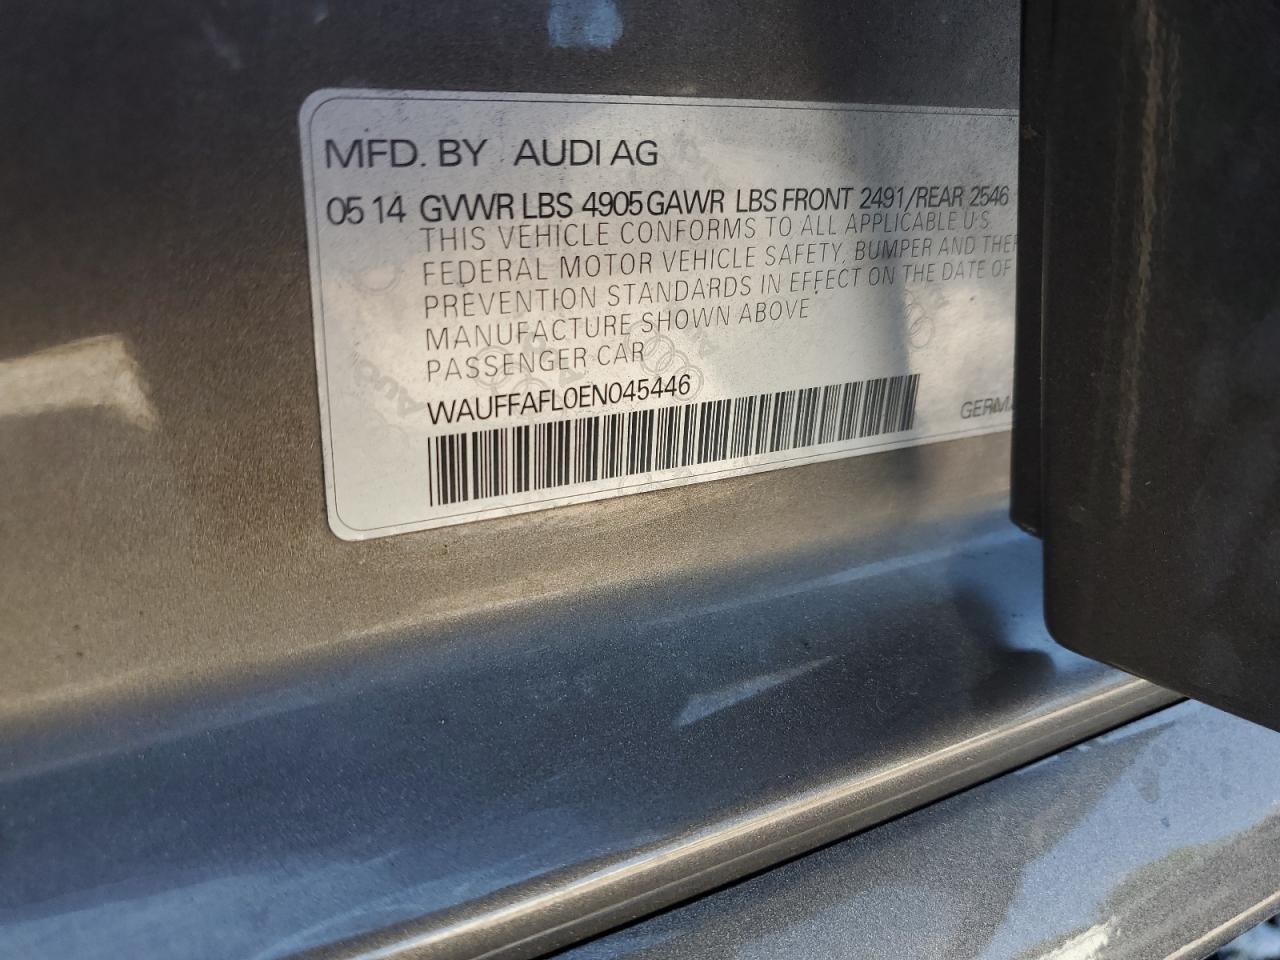 MFD. BY AUDI AG
05 14 GVWR LBS 4905 GAWR LBS FRONT 2491/REAR 2546
THIS VEHICLE CONFORMS TO ALL APPLICABLE U.S.
FEDERAL MOTOR VEHICLE SAFETY, BUMPER AND THEF
PREVENTION STANDARDS IN EFFECT ON THE DATE OF
MANUFACTURE SHOWN ABOVE
PASSENGER CAR
WAUFFAFL0EN045446
GERMA